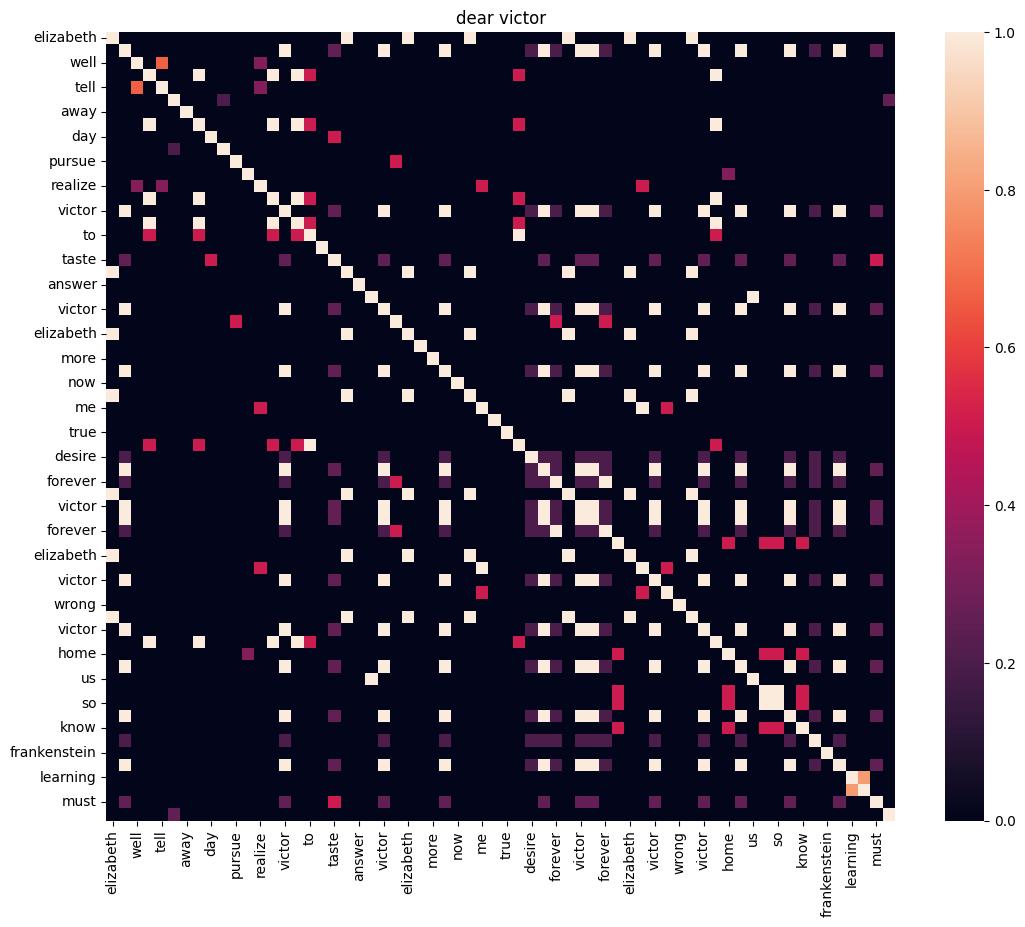 dear victor
elizabeth
well
tell
away
day
pursue
realize
victor
to
taste
answer
victor
elizabeth
more
now
me
true
desire
forever
victor
forever
elizabeth
victor
wrong
victor
home
us
so
know
frankenstein
learning
must
1.0
0.8
0.6
0.4
0.2
0.0
elizabeth
well
tell
away
day
pursue
realize
victor
to
taste
answer
victor
elizabeth
more
now
me
true
desire
forever
victor
forever
elizabeth
victor
wrong
victor
home
us
so
know
frankenstein
learning
must